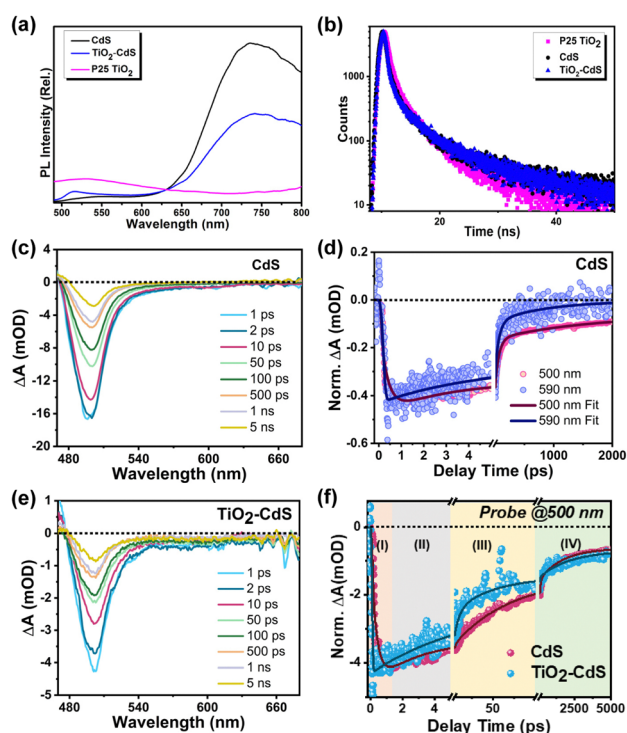 (a)
CdS
TiO₂-CdS
P25 TiO₂
PL Intensity (Rel.)
500 550 600 650 700 750 800
Wavelength (nm)
(b)
P25 TiO₂
CdS
TiO₂-CdS
Counts
1000
100
10
20 40
Time (ns)
(c)
CdS
ΔA (mOD)
4
0
-4
-8
-12
-16
-20
1 ps
2 ps
10 ps
50 ps
100 ps
500 ps
1 ns
5 ns
480 540 600 660
Wavelength (nm)
(d)
CdS
Norm. ΔA (mOD)
0.2
0.0
-0.2
-0.4
-0.6
500 nm
590 nm
500 nm Fit
590 nm Fit
0 1 2 3 4 1000 2000
Delay Time (ps)
(e)
TiO₂-CdS
ΔA (mOD)
1
0
-1
-2
-3
-4
-5
1 ps
2 ps
10 ps
50 ps
100 ps
500 ps
1 ns
5 ns
480 540 600 660
Wavelength (nm)
(f)
Probe @500 nm
(I) (II) (III) (IV)
Norm. ΔA (mOD)
0
-2
-4
CdS
TiO₂-CdS
0 2 4 50 2500 5000
Delay Time (ps)